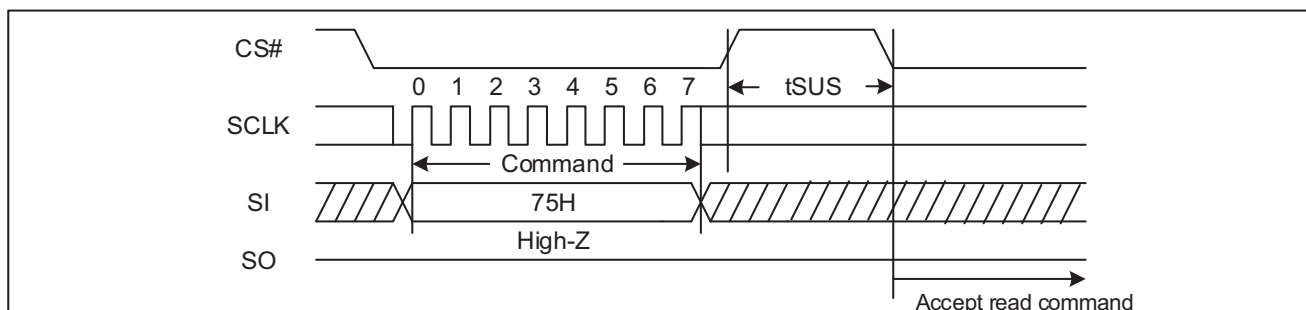 CS#
0 1 2 3 4 5 6 7
tSUS
SCLK
Command
SI
75H
High-Z
SO
Accept read command